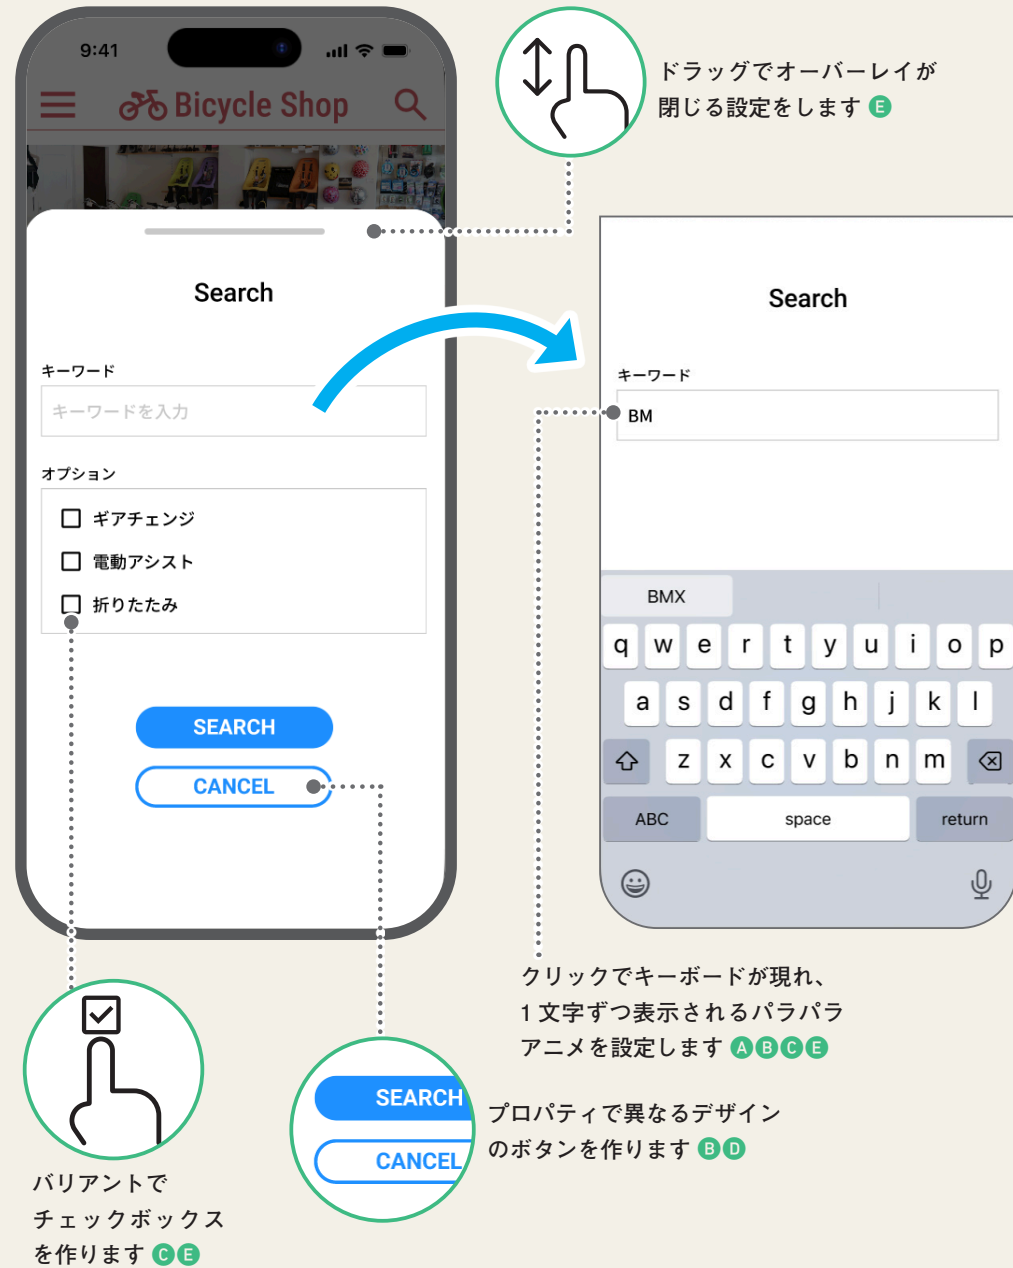 9:41
Bicycle Shop
Search
キーワード
キーワードを入力
オプション
ギアチェンジ
電動アシスト
折りたたみ
SEARCH
CANCEL
ドラッグでオーバーレイが
閉じる設定をします E
Search
キーワード
BM
BMX
q w e r t y u i o p
a s d f g h j k l
z x c v b n m
ABC space return
クリックでキーボードが現れ、
1文字ずつ表示されるパラパラ
アニメを設定します A B C E
SEARCH
CANCEL
プロパティで異なるデザイン
のボタンを作ります B D
バリアントで
チェックボックス
を作ります C E